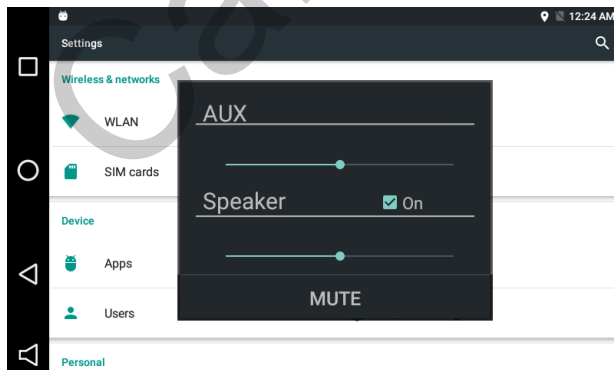 12:24 AM
Settings
Wireless & networks
WLAN
SIM cards
Device
Apps
Users
Personal
AUX
Speaker
On
MUTE